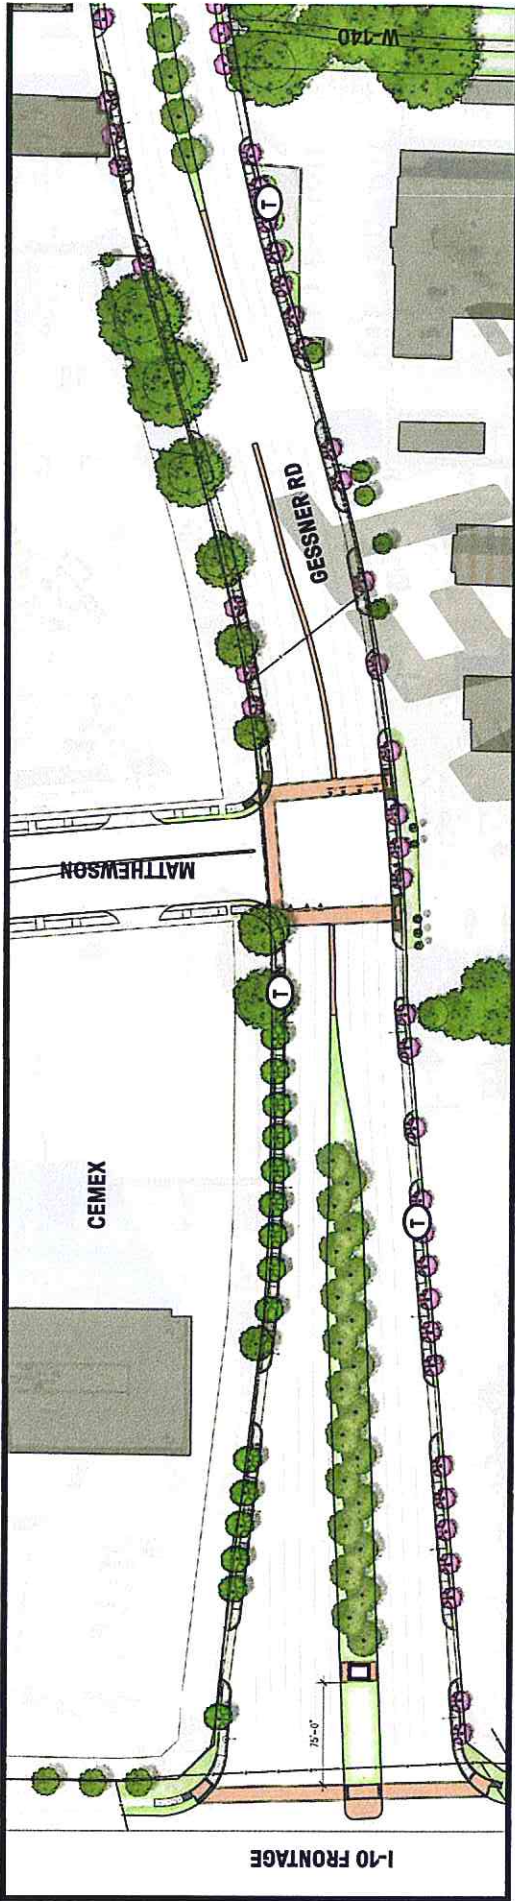 W-140
T
GESSNER RD
MATTHEWSON
T
CEMEX
T
75'-0"
I-10 FRONTAGE